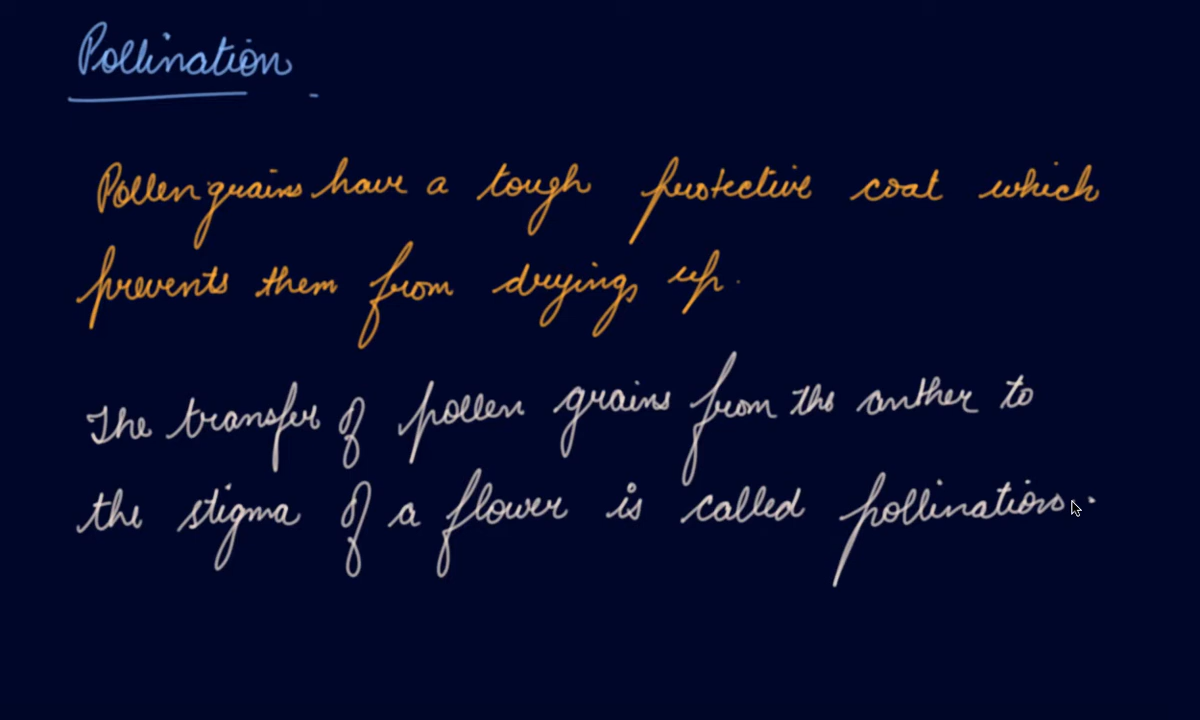 Pollination
Pollen grains have a tough protective coat which
prevents them from drying up.
The transfer of pollen grains from the anther to
the stigma of a flower is called pollination.